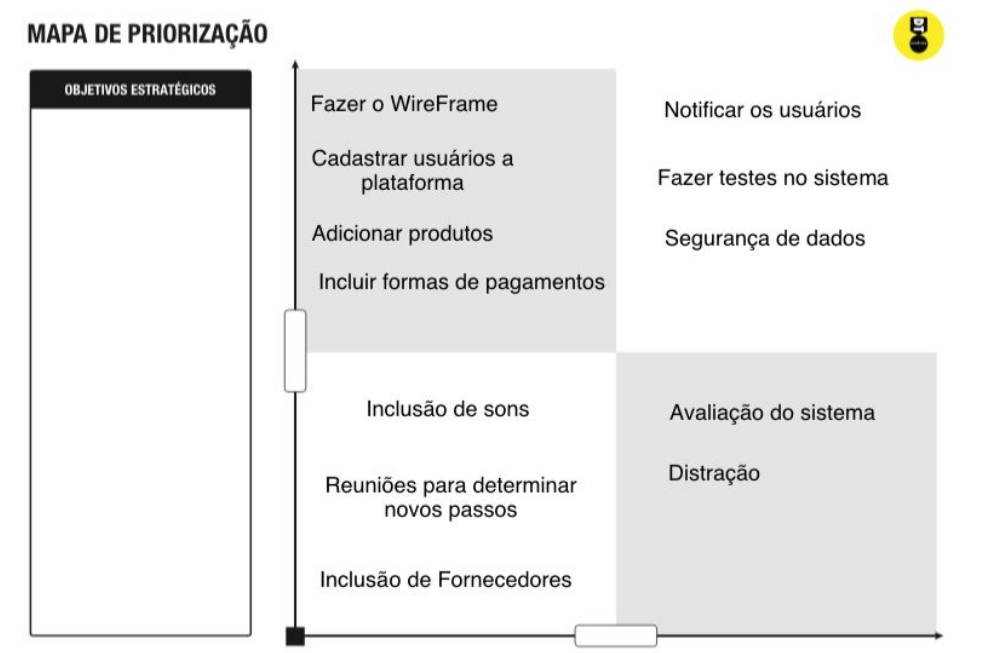 MAPA DE PRIORIZAÇÃO
OBJETIVOS ESTRATÉGICOS
Fazer o WireFrame
Cadastrar usuários a
plataforma
Adicionar produtos
Incluir formas de pagamentos
Notificar os usuários
Fazer testes no sistema
Segurança de dados
Inclusão de sons
Reuniões para determinar
novos passos
Inclusão de Fornecedores
Avaliação do sistema
Distração